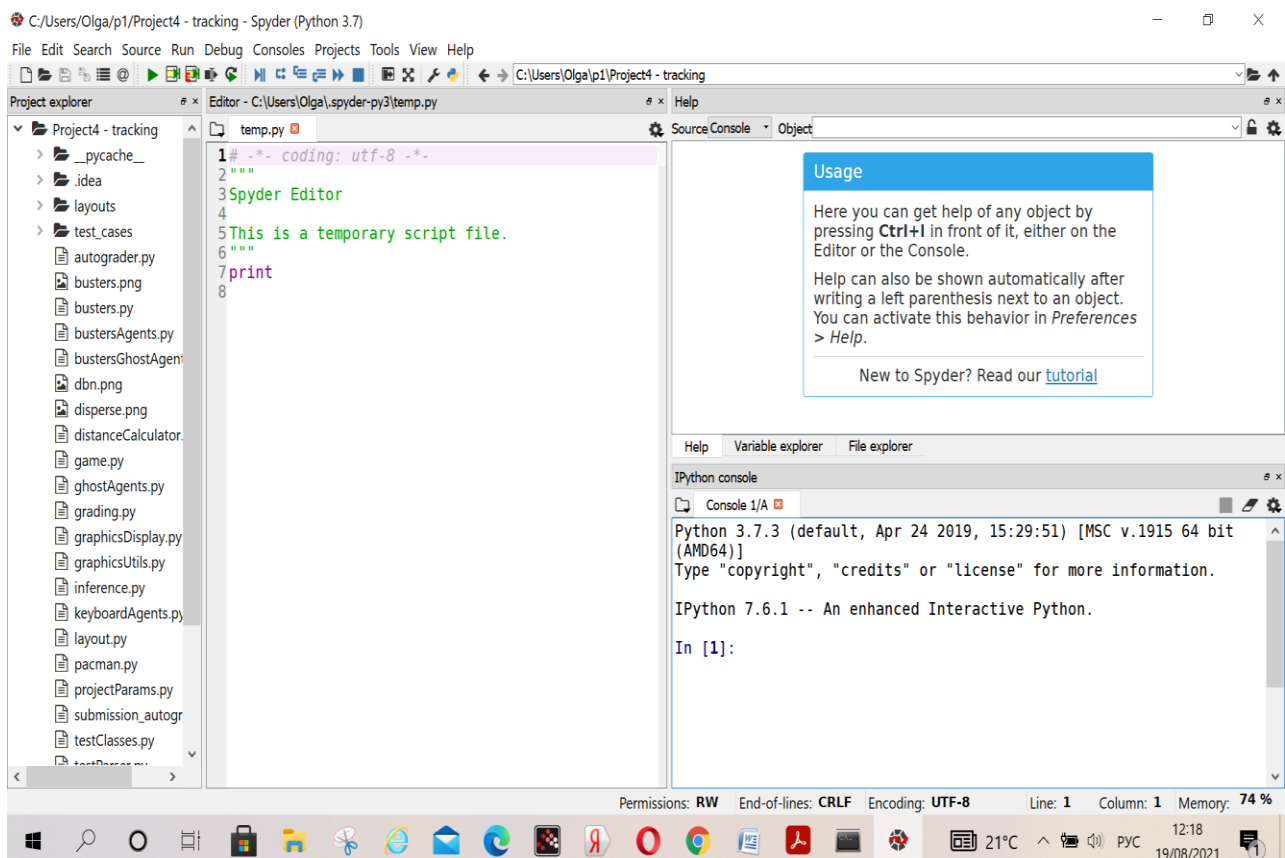 C:/Users/Olga/p1/Project4 - tracking - Spyder (Python 3.7)
File Edit Search Source Run Debug Consoles Projects Tools View Help
C:\Users\Olga\p1\Project4 - tracking
Project explorer
Project4 - tracking
__pycache__
.idea
layouts
test_cases
autograder.py
busters.png
busters.py
bustersAgents.py
bustersGhostAgent
dbn.png
disperse.png
distanceCalculator.
game.py
ghostAgents.py
grading.py
graphicsDisplay.py
graphicsUtils.py
inference.py
keyboardAgents.py
layout.py
pacman.py
projectParams.py
submission_autogr
testClasses.py
Editor - C:\Users\Olga\.spyder-py3\temp.py
temp.py
1 # -*- coding: utf-8 -*-
2 """
3 Spyder Editor
4
5 This is a temporary script file.
6 """
7 print
8
Help
Source Console Object
Usage
Here you can get help of any object by
pressing Ctrl+I in front of it, either on the
Editor or the Console.
Help can also be shown automatically after
writing a left parenthesis next to an object.
You can activate this behavior in Preferences
> Help.
New to Spyder? Read our tutorial
Help Variable explorer File explorer
IPython console
Console 1/A
Python 3.7.3 (default, Apr 24 2019, 15:29:51) [MSC v.1915 64 bit
(AMD64)]
Type "copyright", "credits" or "license" for more information.
IPython 7.6.1 -- An enhanced Interactive Python.
In [1]:
Permissions: RW End-of-lines: CRLF Encoding: UTF-8 Line: 1 Column: 1 Memory: 74 %
21°C РУС
12:18
19/08/2021
1